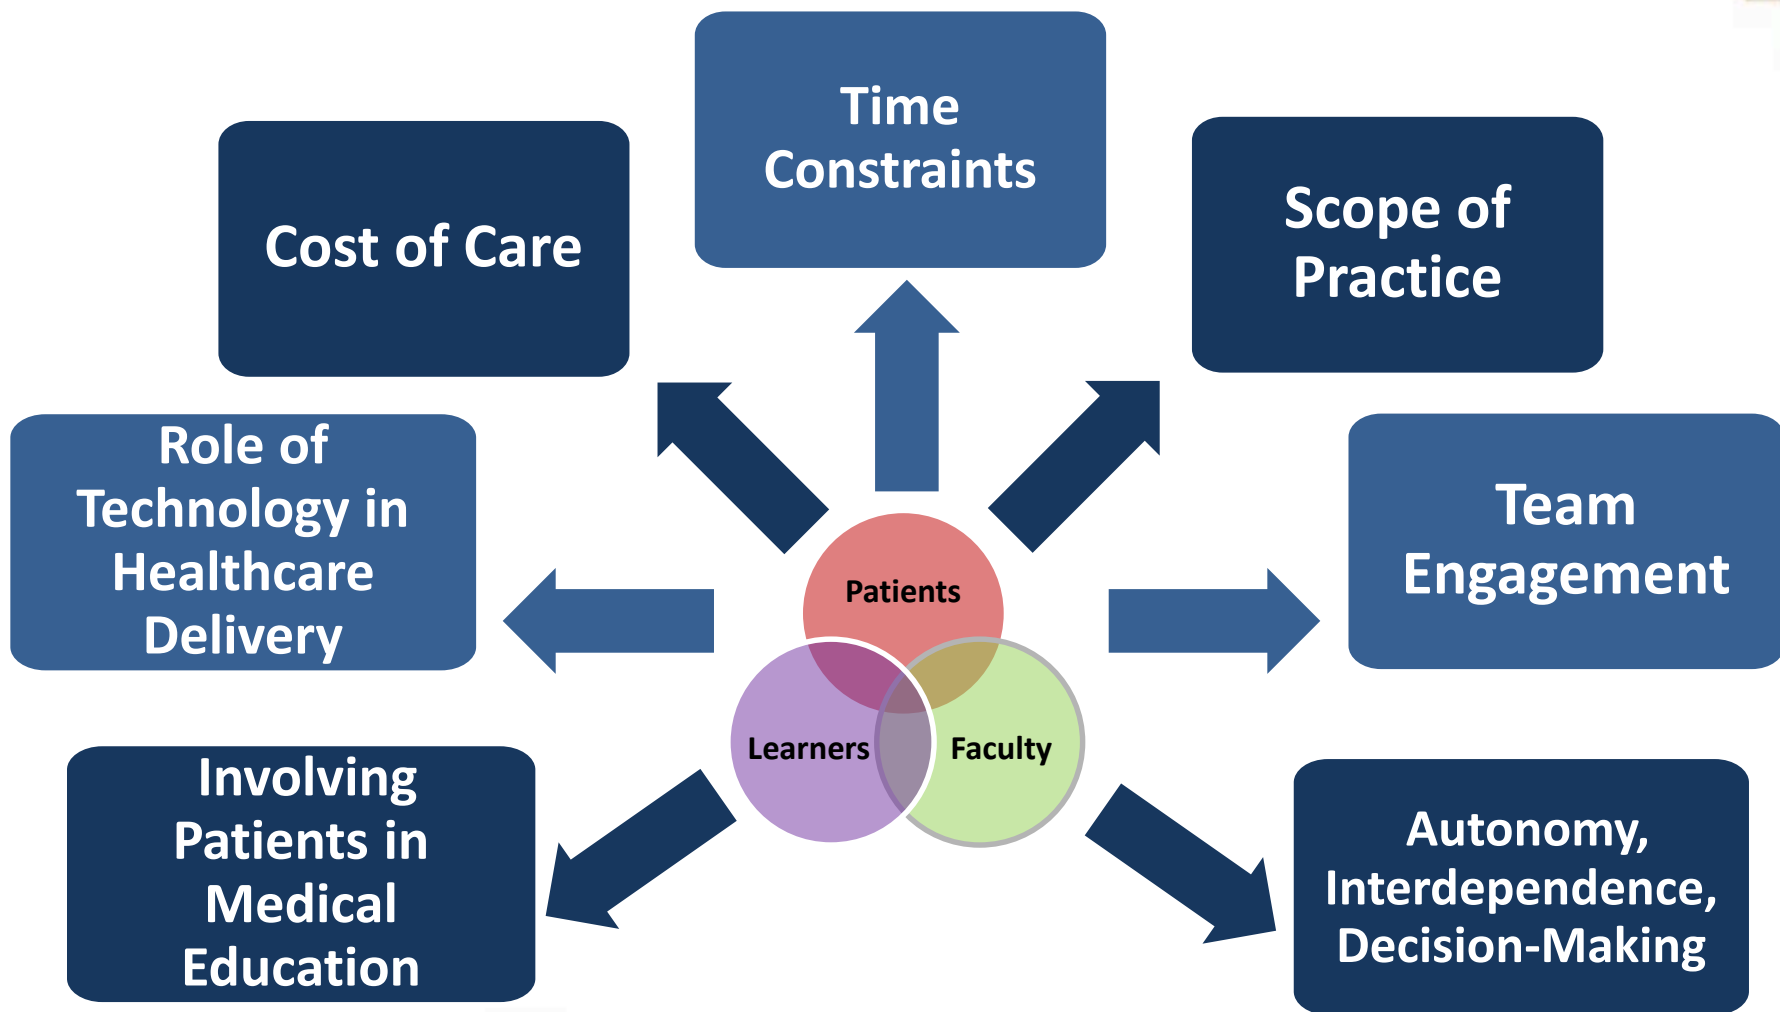 Time
Constraints
Cost of Care
Scope of
Practice
Role of
Technology in
Healthcare
Delivery
Team
Engagement
Patients
Learners
Faculty
Involving
Patients in
Medical
Education
Autonomy,
Interdependence,
Decision-Making